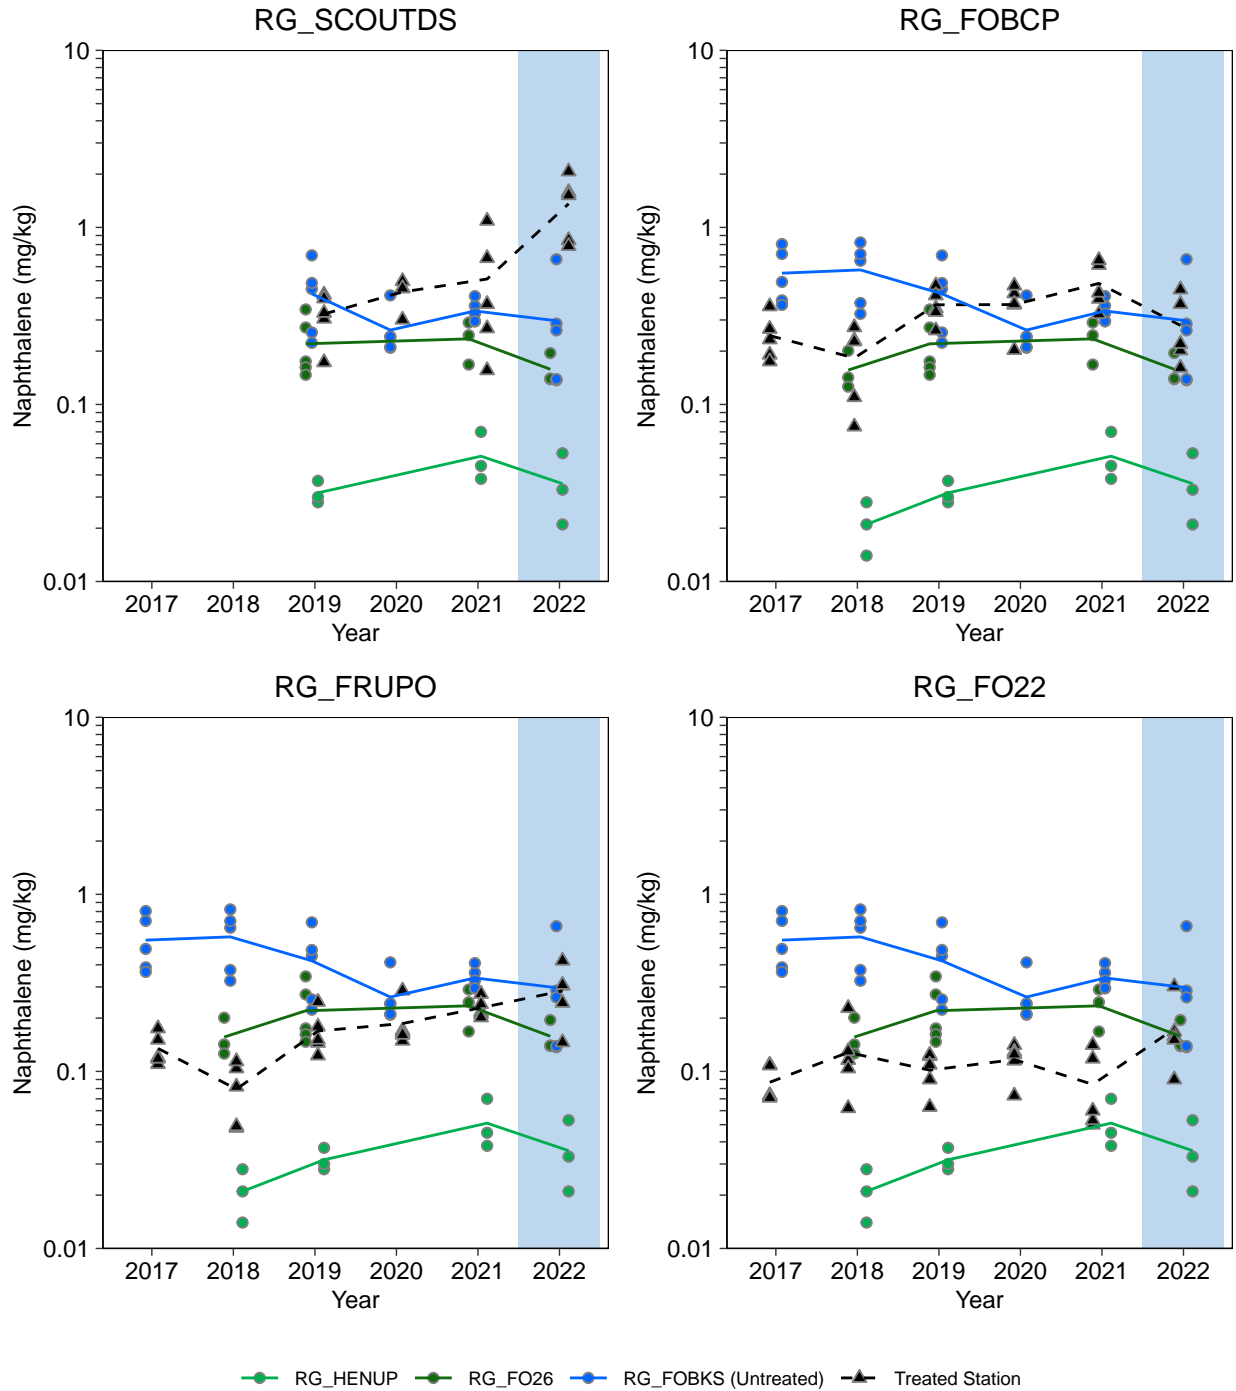 RG_SCOUTDS
10
1
0.1
0.01
Naphthalene (mg/kg)
2017 2018 2019 2020 2021 2022
Year
RG_FOBCP
10
1
0.1
0.01
Naphthalene (mg/kg)
2017 2018 2019 2020 2021 2022
Year
RG_FRUPO
10
1
0.1
0.01
Naphthalene (mg/kg)
2017 2018 2019 2020 2021 2022
Year
RG_FO22
10
1
0.1
0.01
Naphthalene (mg/kg)
2017 2018 2019 2020 2021 2022
Year
RG_HENUP RG_FO26 RG_FOBKS (Untreated) Treated Station